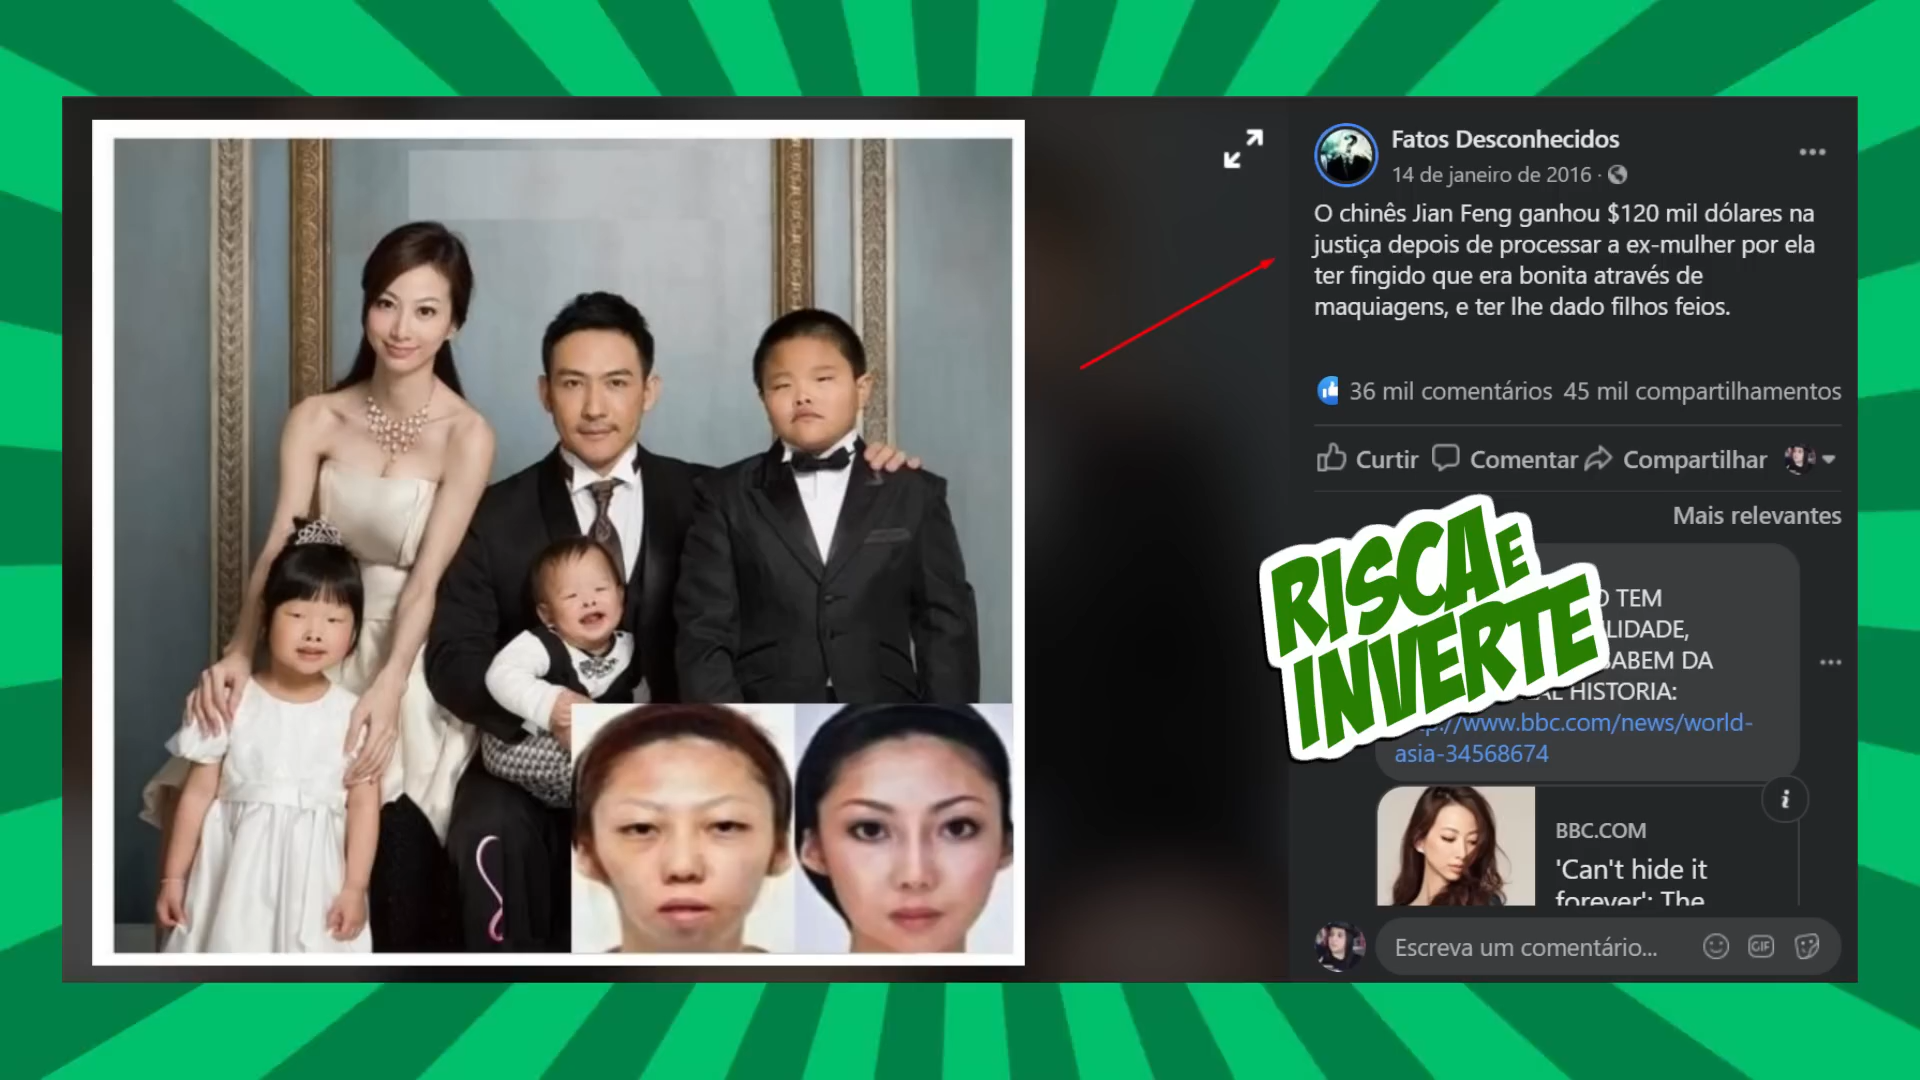 Fatos Desconhecidos
14 de janeiro de 2016 ·
O chinês Jian Feng ganhou $120 mil dólares na
justiça depois de processar a ex-mulher por ela
ter fingido que era bonita através de
maquiagens, e ter lhe dado filhos feios.
36 mil comentários 45 mil compartilhamentos
Curtir Comentar Compartilhar
Mais relevantes
RISCA E
INVERTE
TEM
LIDADE,
SABEM DA
HISTORIA:
//www.bbc.com/news/world-
asia-34568674
BBC.COM
'Can't hide it
forever': The
Escreva um comentário...
GIF